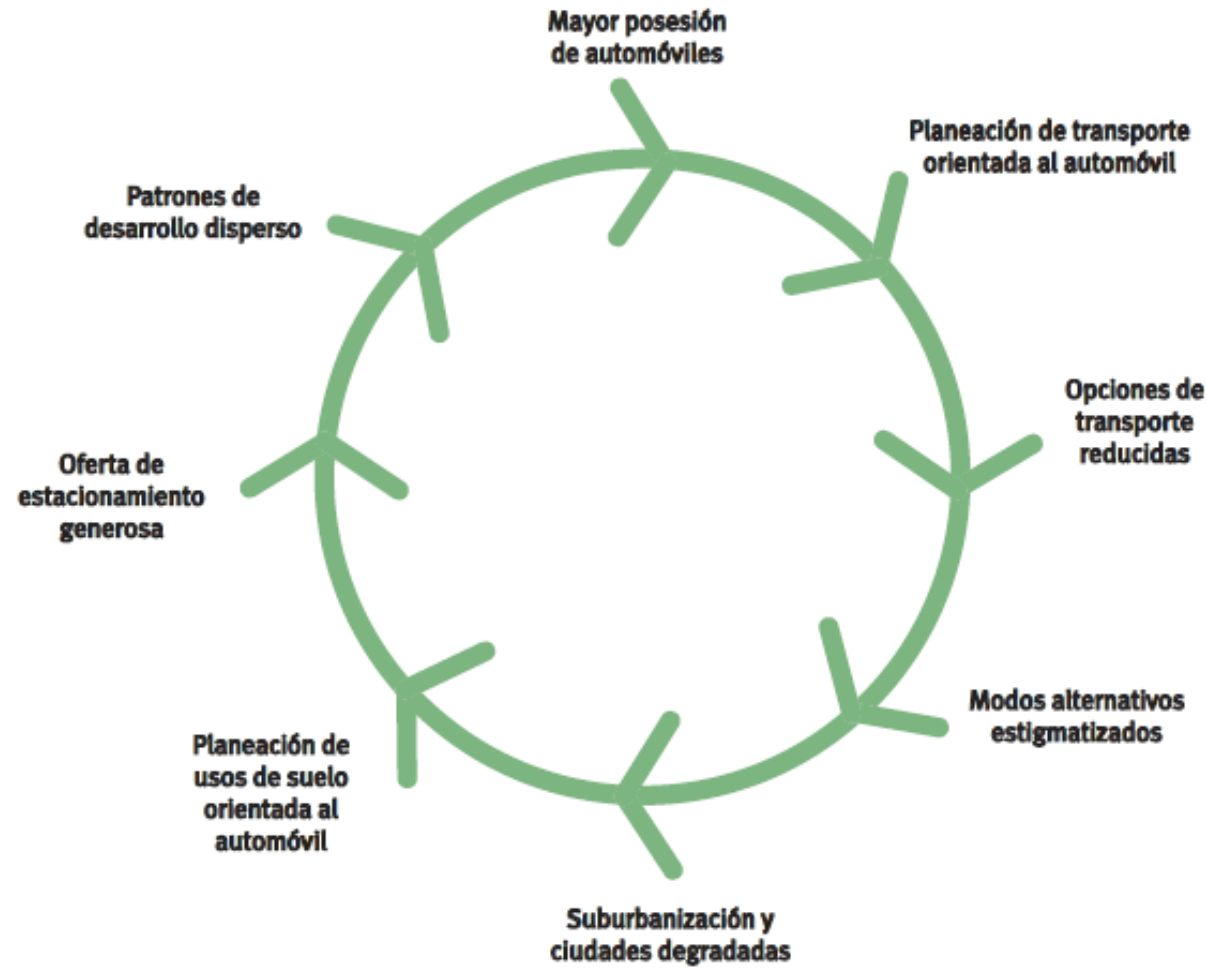 Mayor posesión
de automóviles
Planeación de transporte
orientada al automóvil
Opciones de
transporte
reducidas
Modos alternativos
estigmatizados
Suburbanización y
ciudades degradadas
Planeación de
usos de suelo
orientada al
automóvil
Oferta de
estacionamiento
generosa
Patrones de
desarrollo disperso